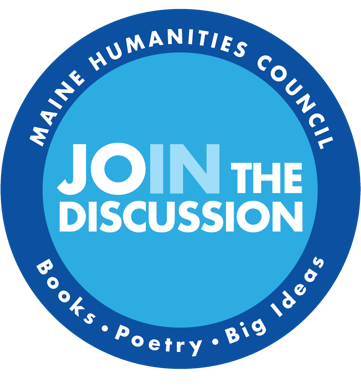 MAINE HUMANITIES COUNCIL
JOIN THE
DISCUSSION
Books • Poetry • Big Ideas